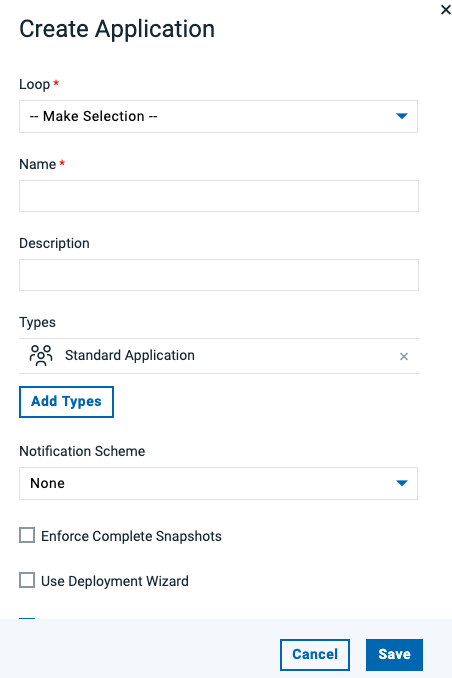 Create Application
Loop *
-- Make Selection --
Name *
Description
Types
Standard Application
Add Types
Notification Scheme
None
Enforce Complete Snapshots
Use Deployment Wizard
Cancel
Save